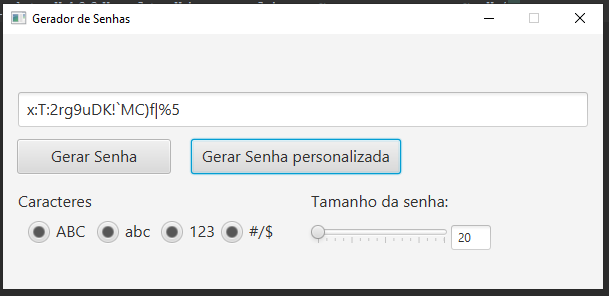 Gerador de Senhas
x:T:2rg9uDK!`MC)f|%5
Gerar Senha
Gerar Senha personalizada
Caracteres
Tamanho da senha:
ABC
abc
123
#/$
20